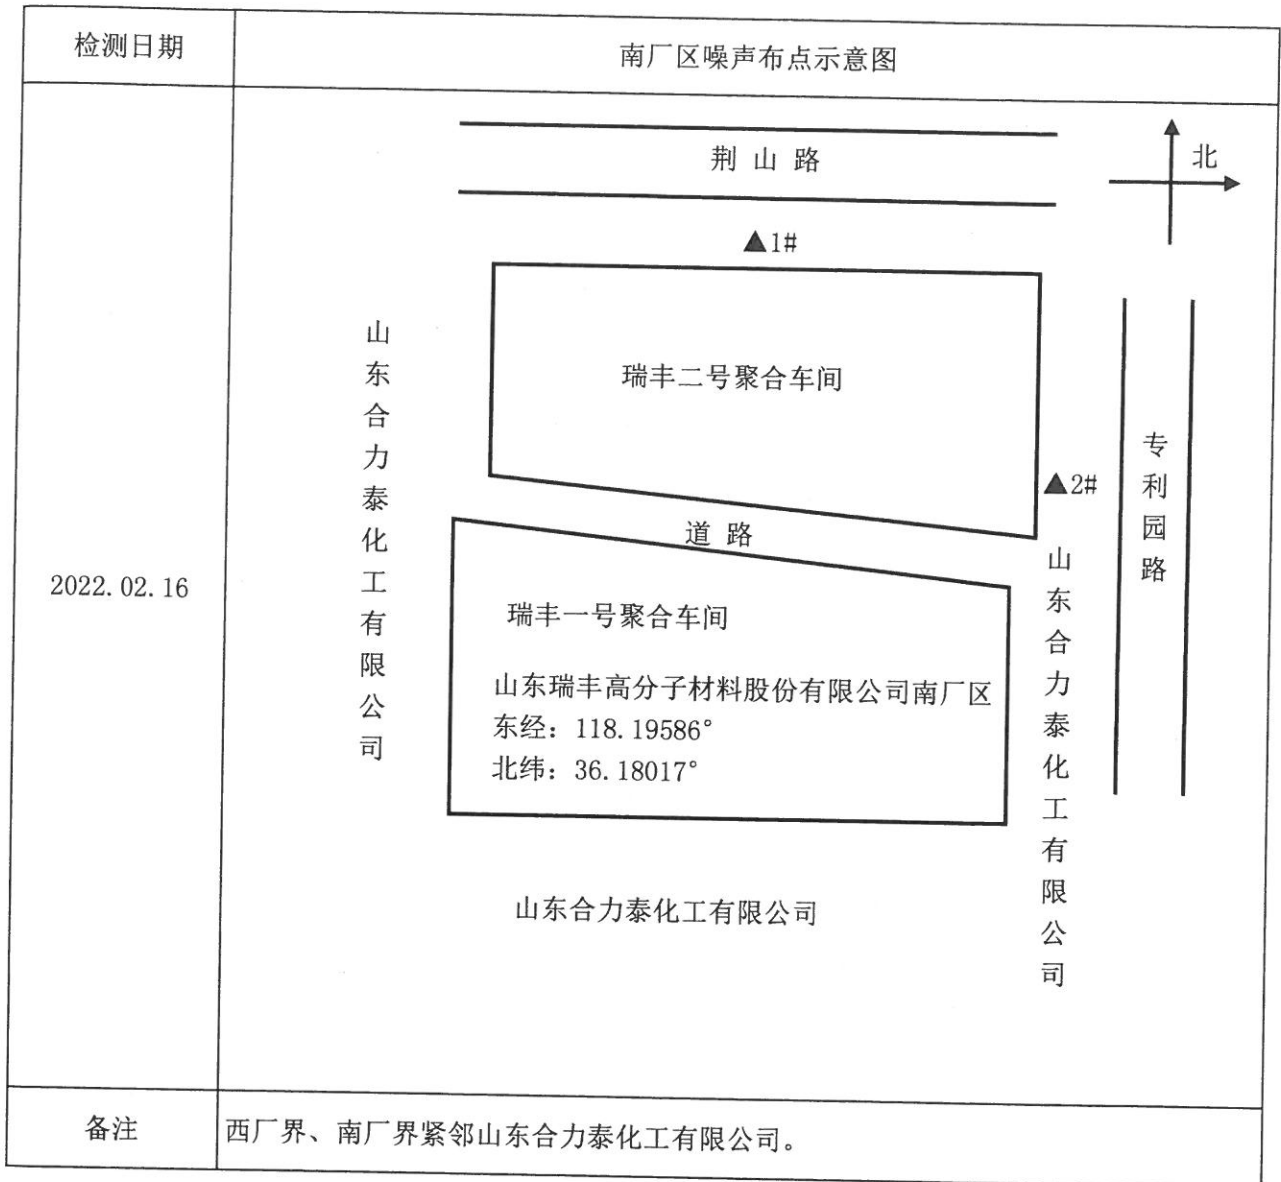 检测日期
南厂区噪声布点示意图
2022.02.16
荆山路
北
▲1#
山东合力泰化工有限公司
瑞丰二号聚合车间
▲2#
专利园路
道路
瑞丰一号聚合车间
山东瑞丰高分子材料股份有限公司南厂区
东经：118.19586°
北纬：36.18017°
山东合力泰化工有限公司
山东合力泰化工有限公司
备注
西厂界、南厂界紧邻山东合力泰化工有限公司。